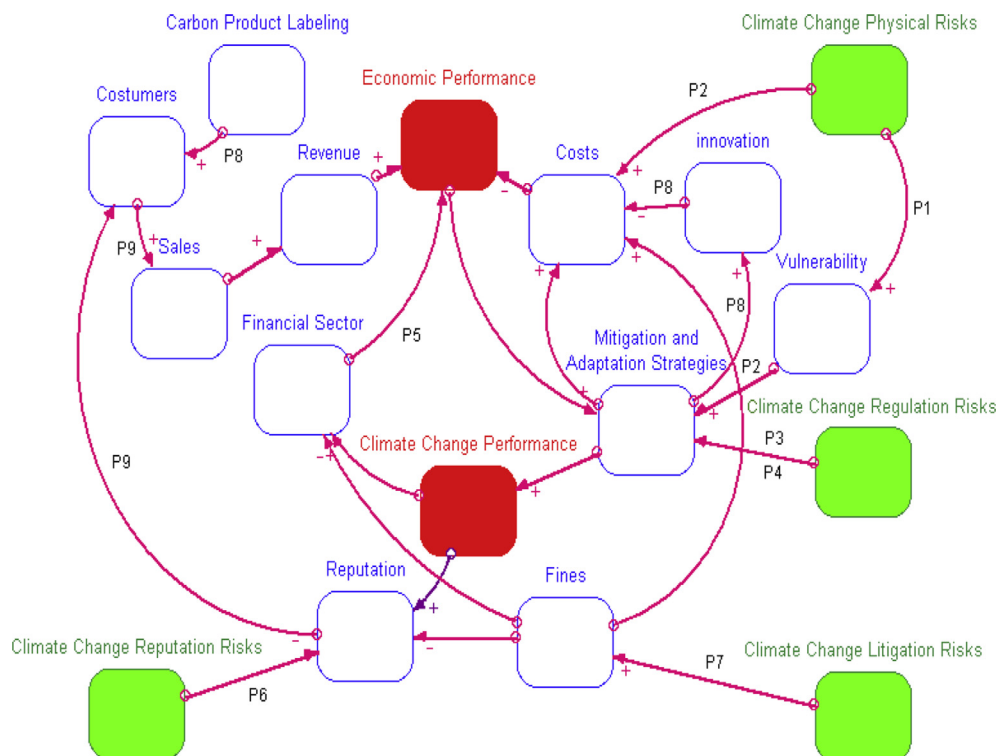 Carbon Product Labeling
Climate Change Physical Risks
Economic Performance
Costumers
P2
Revenue
Costs
innovation
+
P8
+
+
P8
-
-
P1
P9
+
Sales
+
+
+
+
Vulnerability
+
P8
Financial Sector
P5
Mitigation and
Adaptation Strategies
P2
+
+
Climate Change Regulation Risks
Climate Change Performance
P3
-
+
P9
P4
+
Reputation
Fines
+
-
-
Climate Change Reputation Risks
Climate Change Litigation Risks
P7
+
P6